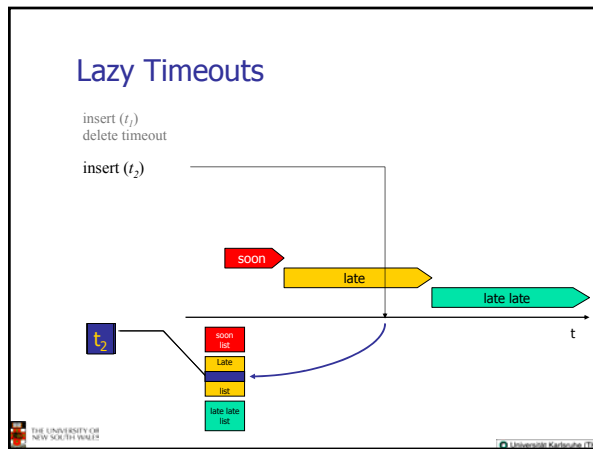 Lazy Timeouts
insert (t1)
delete timeout
insert (t2)
soon
late
late late
t
t2
soon
list
Late
list
late late
list
THE UNIVERSITY OF
NEW SOUTH WALES
Universität Karlsruhe (T